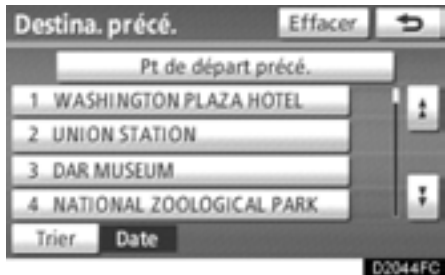 Destina. précé. Effacer
Pt de départ précé.
1 WASHINGTON PLAZA HOTEL
2 UNION STATION
3 DAR MUSEUM
4 NATIONAL ZOOLOGICAL PARK
Trier Date
D2044FC